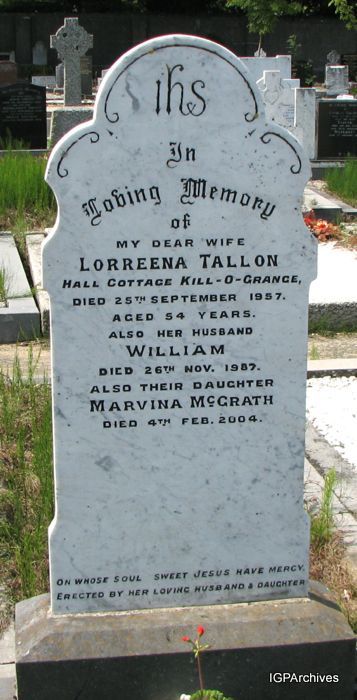 ihs
In
Loving Memory
of
MY DEAR WIFE
LORREENA TALLON
HALL COTTAGE KILL-O-GRANGE,
DIED 25TH SEPTEMBER 1957.
AGED 54 YEARS.
ALSO HER HUSBAND
WILLIAM
DIED 26TH NOV. 1987.
ALSO THEIR DAUGHTER
MARVINA McGRATH
DIED 4TH FEB. 2004.
ON WHOSE SOUL SWEET JESUS HAVE MERCY.
ERECTED BY HER LOVING HUSBAND & DAUGHTER
IGPArchives